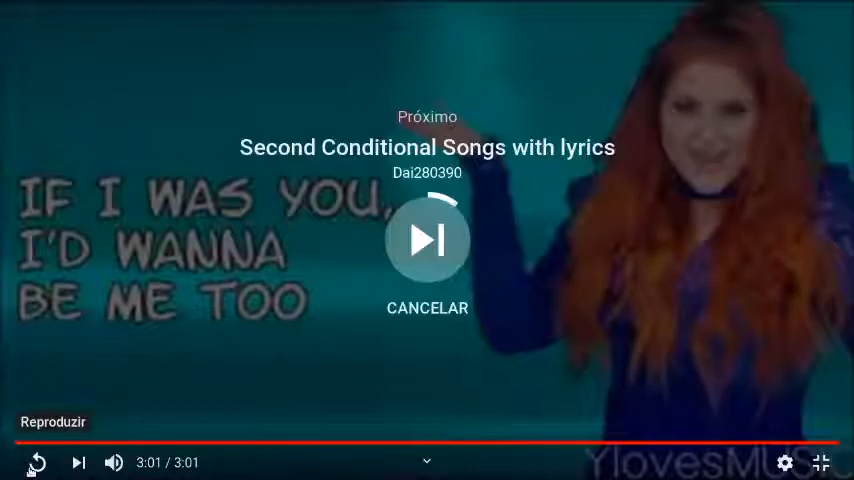 Próximo
Second Conditional Songs with lyrics
Dai280390
IF I WAS YOU,
I'D WANNA
BE ME TOO
CANCELAR
Reproduzir
3:01 / 3:01
YlovesMUSIC